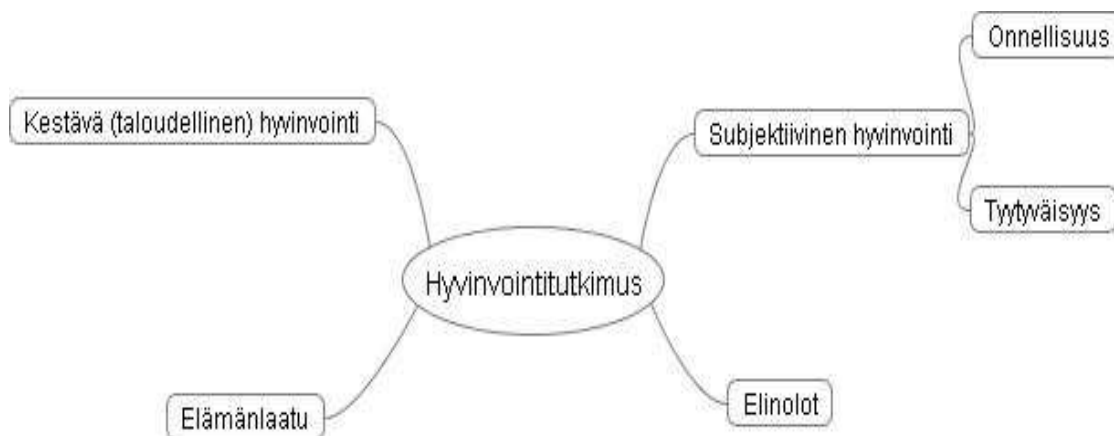 Onnellisuus
Kestävä (taloudellinen) hyvinvointi
Subjektiivinen hyvinvointi
Tyytyväisyys
Hyvinvointitutkimus
Elinolot
Elämänlaatu